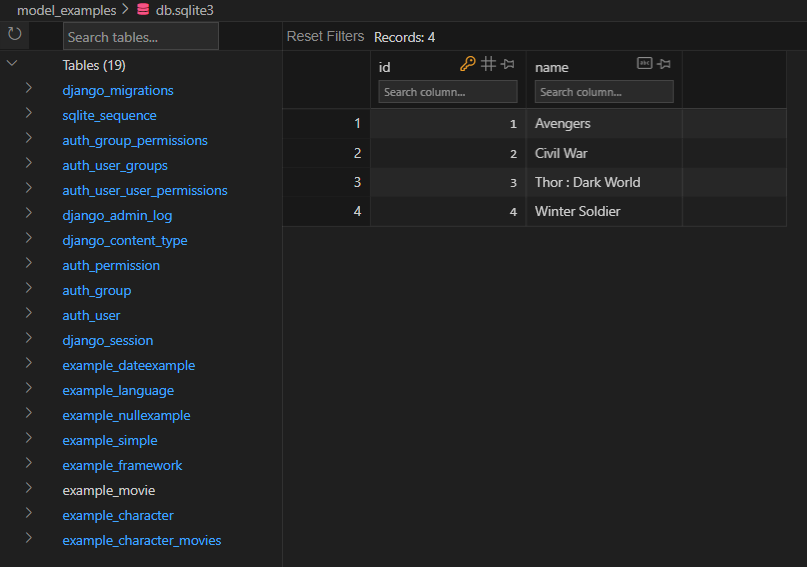 model_examples > db.sqlite3
Search tables...
Reset Filters Records: 4
Tables (19)
django_migrations
sqlite_sequence
auth_group_permissions
auth_user_groups
auth_user_user_permissions
django_admin_log
django_content_type
auth_permission
auth_group
auth_user
django_session
example_dateexample
example_language
example_nullexample
example_simple
example_framework
example_movie
example_character
example_character_movies
id name
Search column... Search column...
1 1 Avengers
2 2 Civil War
3 3 Thor : Dark World
4 4 Winter Soldier